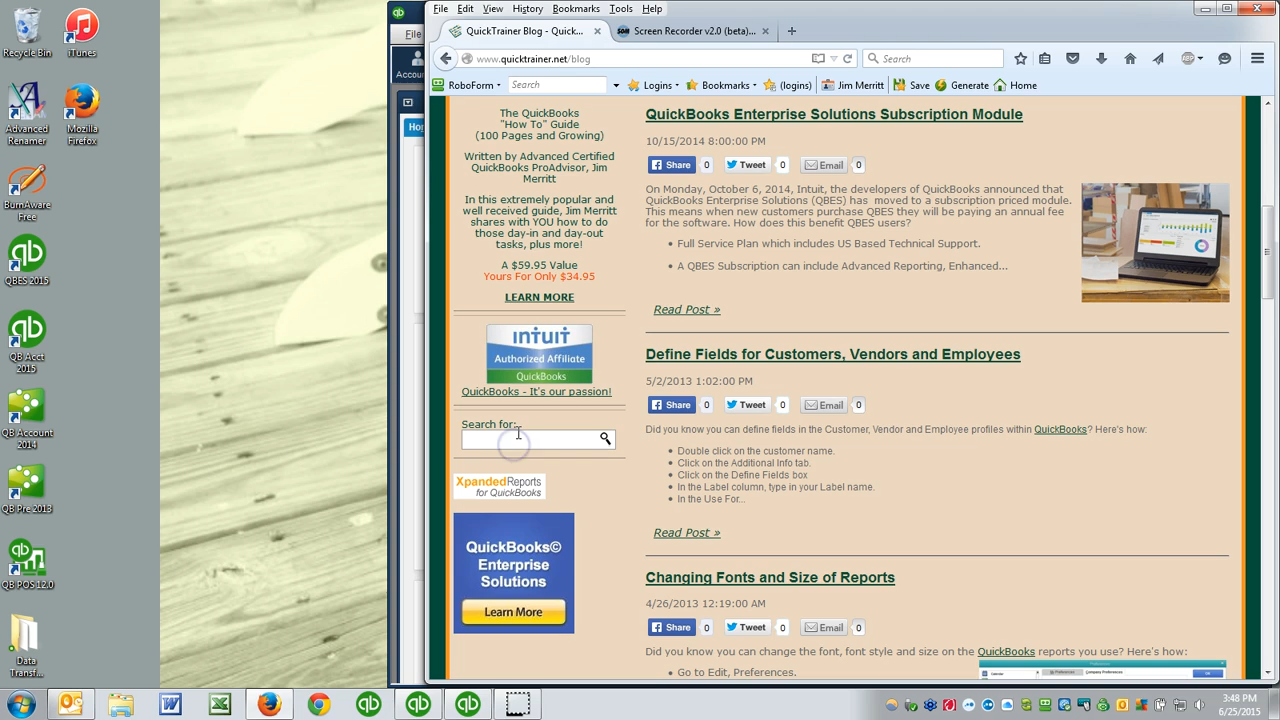 File Edit View History Bookmarks Tools Help
QuickTrainer Blog - Quick... × Screen Recorder v2.0 (beta)... ×
www.quicktrainer.net/blog Search
RoboForm Search Logins Bookmarks (logins) Jim Merritt Save Generate Home
Recycle Bin
iTunes
Advanced Renamer
Mozilla Firefox
BurnAware Free
QBES 2015
QB Acct 2015
QB Account 2014
QB Pre 2013
QB POS 12.0
Data Transf...
File
Accou
Ho
The QuickBooks
"How To" Guide
(100 Pages and Growing)
Written by Advanced Certified
QuickBooks ProAdvisor, Jim
Merritt
In this extremely popular and
well received guide, Jim Merritt
shares with YOU how to do
those day-in and day-out
tasks, plus more!
A $59.95 Value
Yours For Only $34.95
LEARN MORE
INTUIT
Authorized Affiliate
QuickBooks
QuickBooks - It's our passion!
Search for:
XpandedReports
for QuickBooks
QuickBooks©
Enterprise
Solutions
Learn More
QuickBooks Enterprise Solutions Subscription Module
10/15/2014 8:00:00 PM
Share 0 Tweet 0 Email 0
On Monday, October 6, 2014, Intuit, the developers of QuickBooks announced that
QuickBooks Enterprise Solutions (QBES) has moved to a subscription priced module.
This means when new customers purchase QBES they will be paying an annual fee
for the software. How does this benefit QBES users?
• Full Service Plan which includes US Based Technical Support.
• A QBES Subscription can include Advanced Reporting, Enhanced...
Read Post »
Define Fields for Customers, Vendors and Employees
5/2/2013 1:02:00 PM
Share 0 Tweet 0 Email 0
Did you know you can define fields in the Customer, Vendor and Employee profiles within QuickBooks? Here's how:
• Double click on the customer name.
• Click on the Additional Info tab.
• Click on the Define Fields box
• In the Label column, type in your Label name.
• In the Use For...
Read Post »
Changing Fonts and Size of Reports
4/26/2013 12:19:00 AM
Share 0 Tweet 0 Email 0
Did you know you can change the font, font style and size on the QuickBooks reports you use? Here's how:
• Go to Edit, Preferences.
3:48 PM
6/25/2015